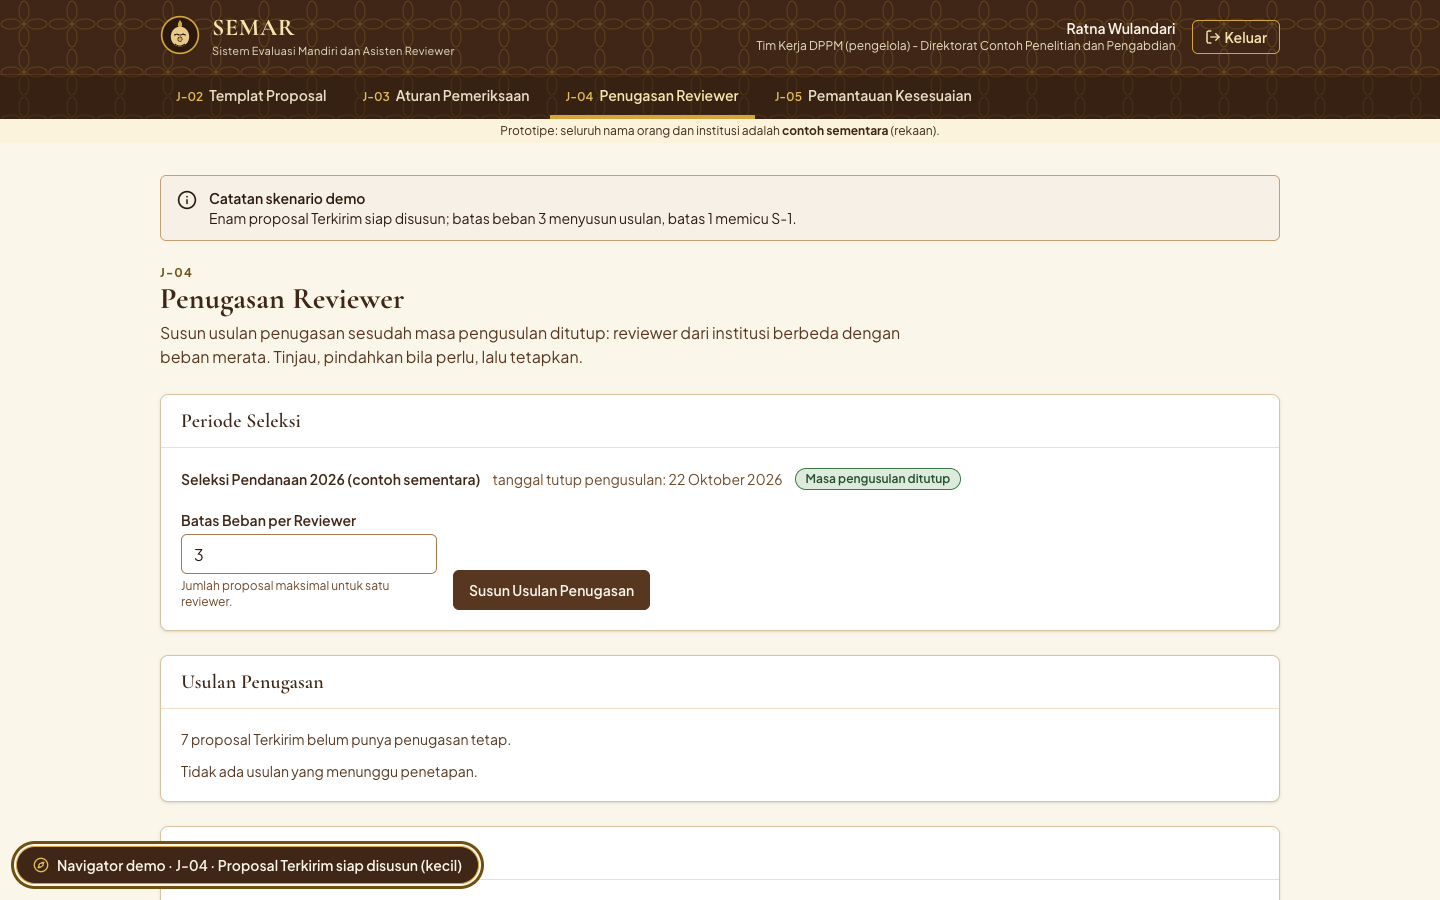 SEMAR
Sistem Evaluasi Mandiri dan Asisten Reviewer
Ratna Wulandari
Tim Kerja DPPM (pengelola) - Direktorat Contoh Penelitian dan Pengabdian
Keluar
J-02 Templat Proposal
J-03 Aturan Pemeriksaan
J-04 Penugasan Reviewer
J-05 Pemantauan Kesesuaian
Prototipe: seluruh nama orang dan institusi adalah contoh sementara (rekaan).
Catatan skenario demo
Enam proposal Terkirim siap disusun; batas beban 3 menyusun usulan, batas 1 memicu S-1.
J-04
Penugasan Reviewer
Susun usulan penugasan sesudah masa pengusulan ditutup: reviewer dari institusi berbeda dengan
beban merata. Tinjau, pindahkan bila perlu, lalu tetapkan.
Periode Seleksi
Seleksi Pendanaan 2026 (contoh sementara) tanggal tutup pengusulan: 22 Oktober 2026 Masa pengusulan ditutup
Batas Beban per Reviewer
3
Jumlah proposal maksimal untuk satu
reviewer.
Susun Usulan Penugasan
Usulan Penugasan
7 proposal Terkirim belum punya penugasan tetap.
Tidak ada usulan yang menunggu penetapan.
Navigator demo · J-04 · Proposal Terkirim siap disusun (kecil)